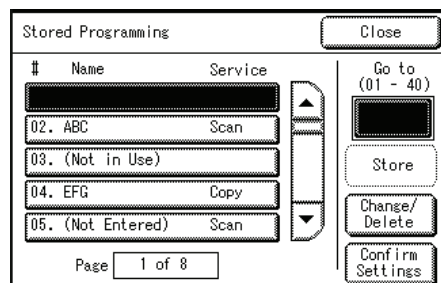 Stored Programming
Close
# Name Service
Go to
(01 - 40)
02. ABC Scan
03. (Not in Use)
Store
04. EFG Copy
Change/
Delete
05. (Not Entered) Scan
Page 1 of 8
Confirm
Settings